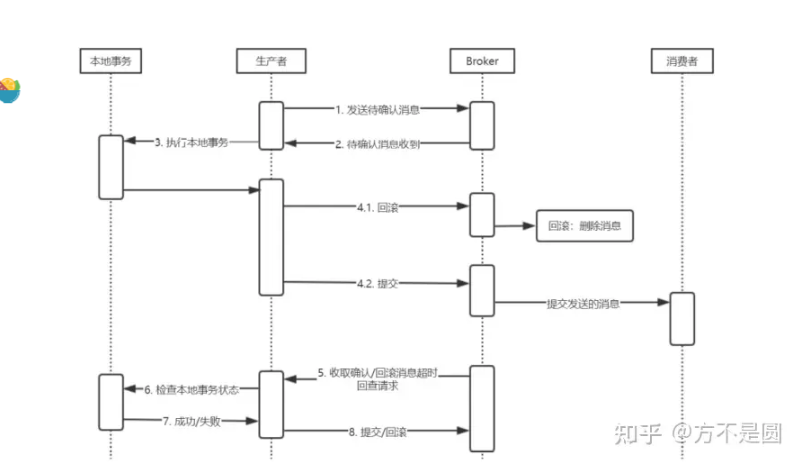 本地事务
生产者
Broker
消费者
1. 发送待确认消息
3. 执行本地事务
2. 待确认消息收到
4.1. 回滚
回滚：删除消息
4.2. 提交
提交发送的消息
5. 收取确认/回滚消息超时
回查请求
6. 检查本地事务状态
7. 成功/失败
8. 提交/回滚
知乎 @方不是圆